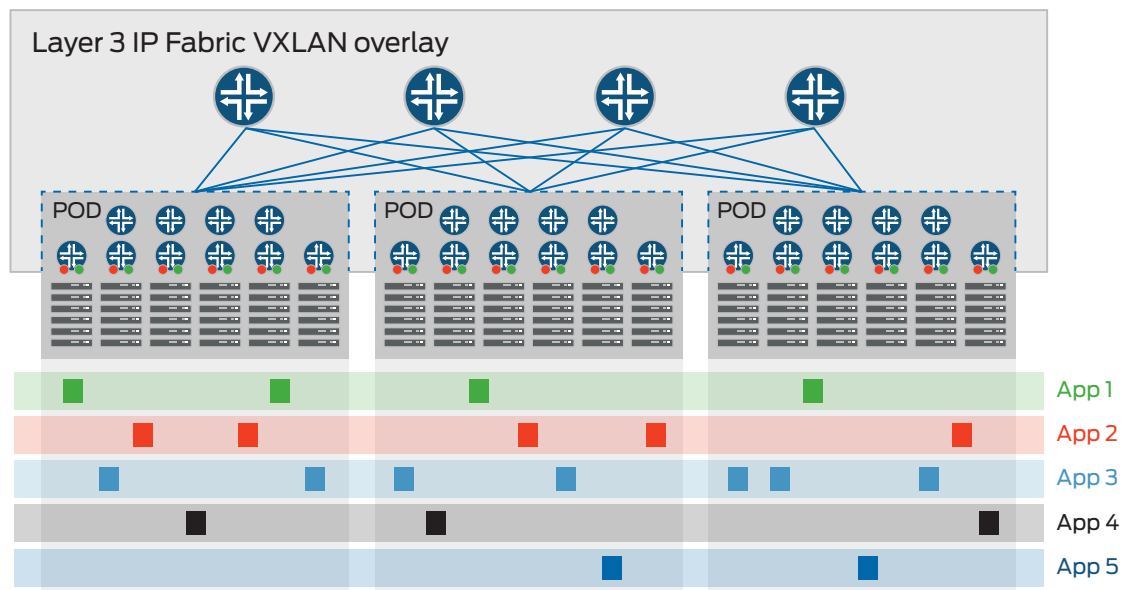 Layer 3 IP Fabric VXLAN overlay
POD
POD
POD
App 1
App 2
App 3
App 4
App 5